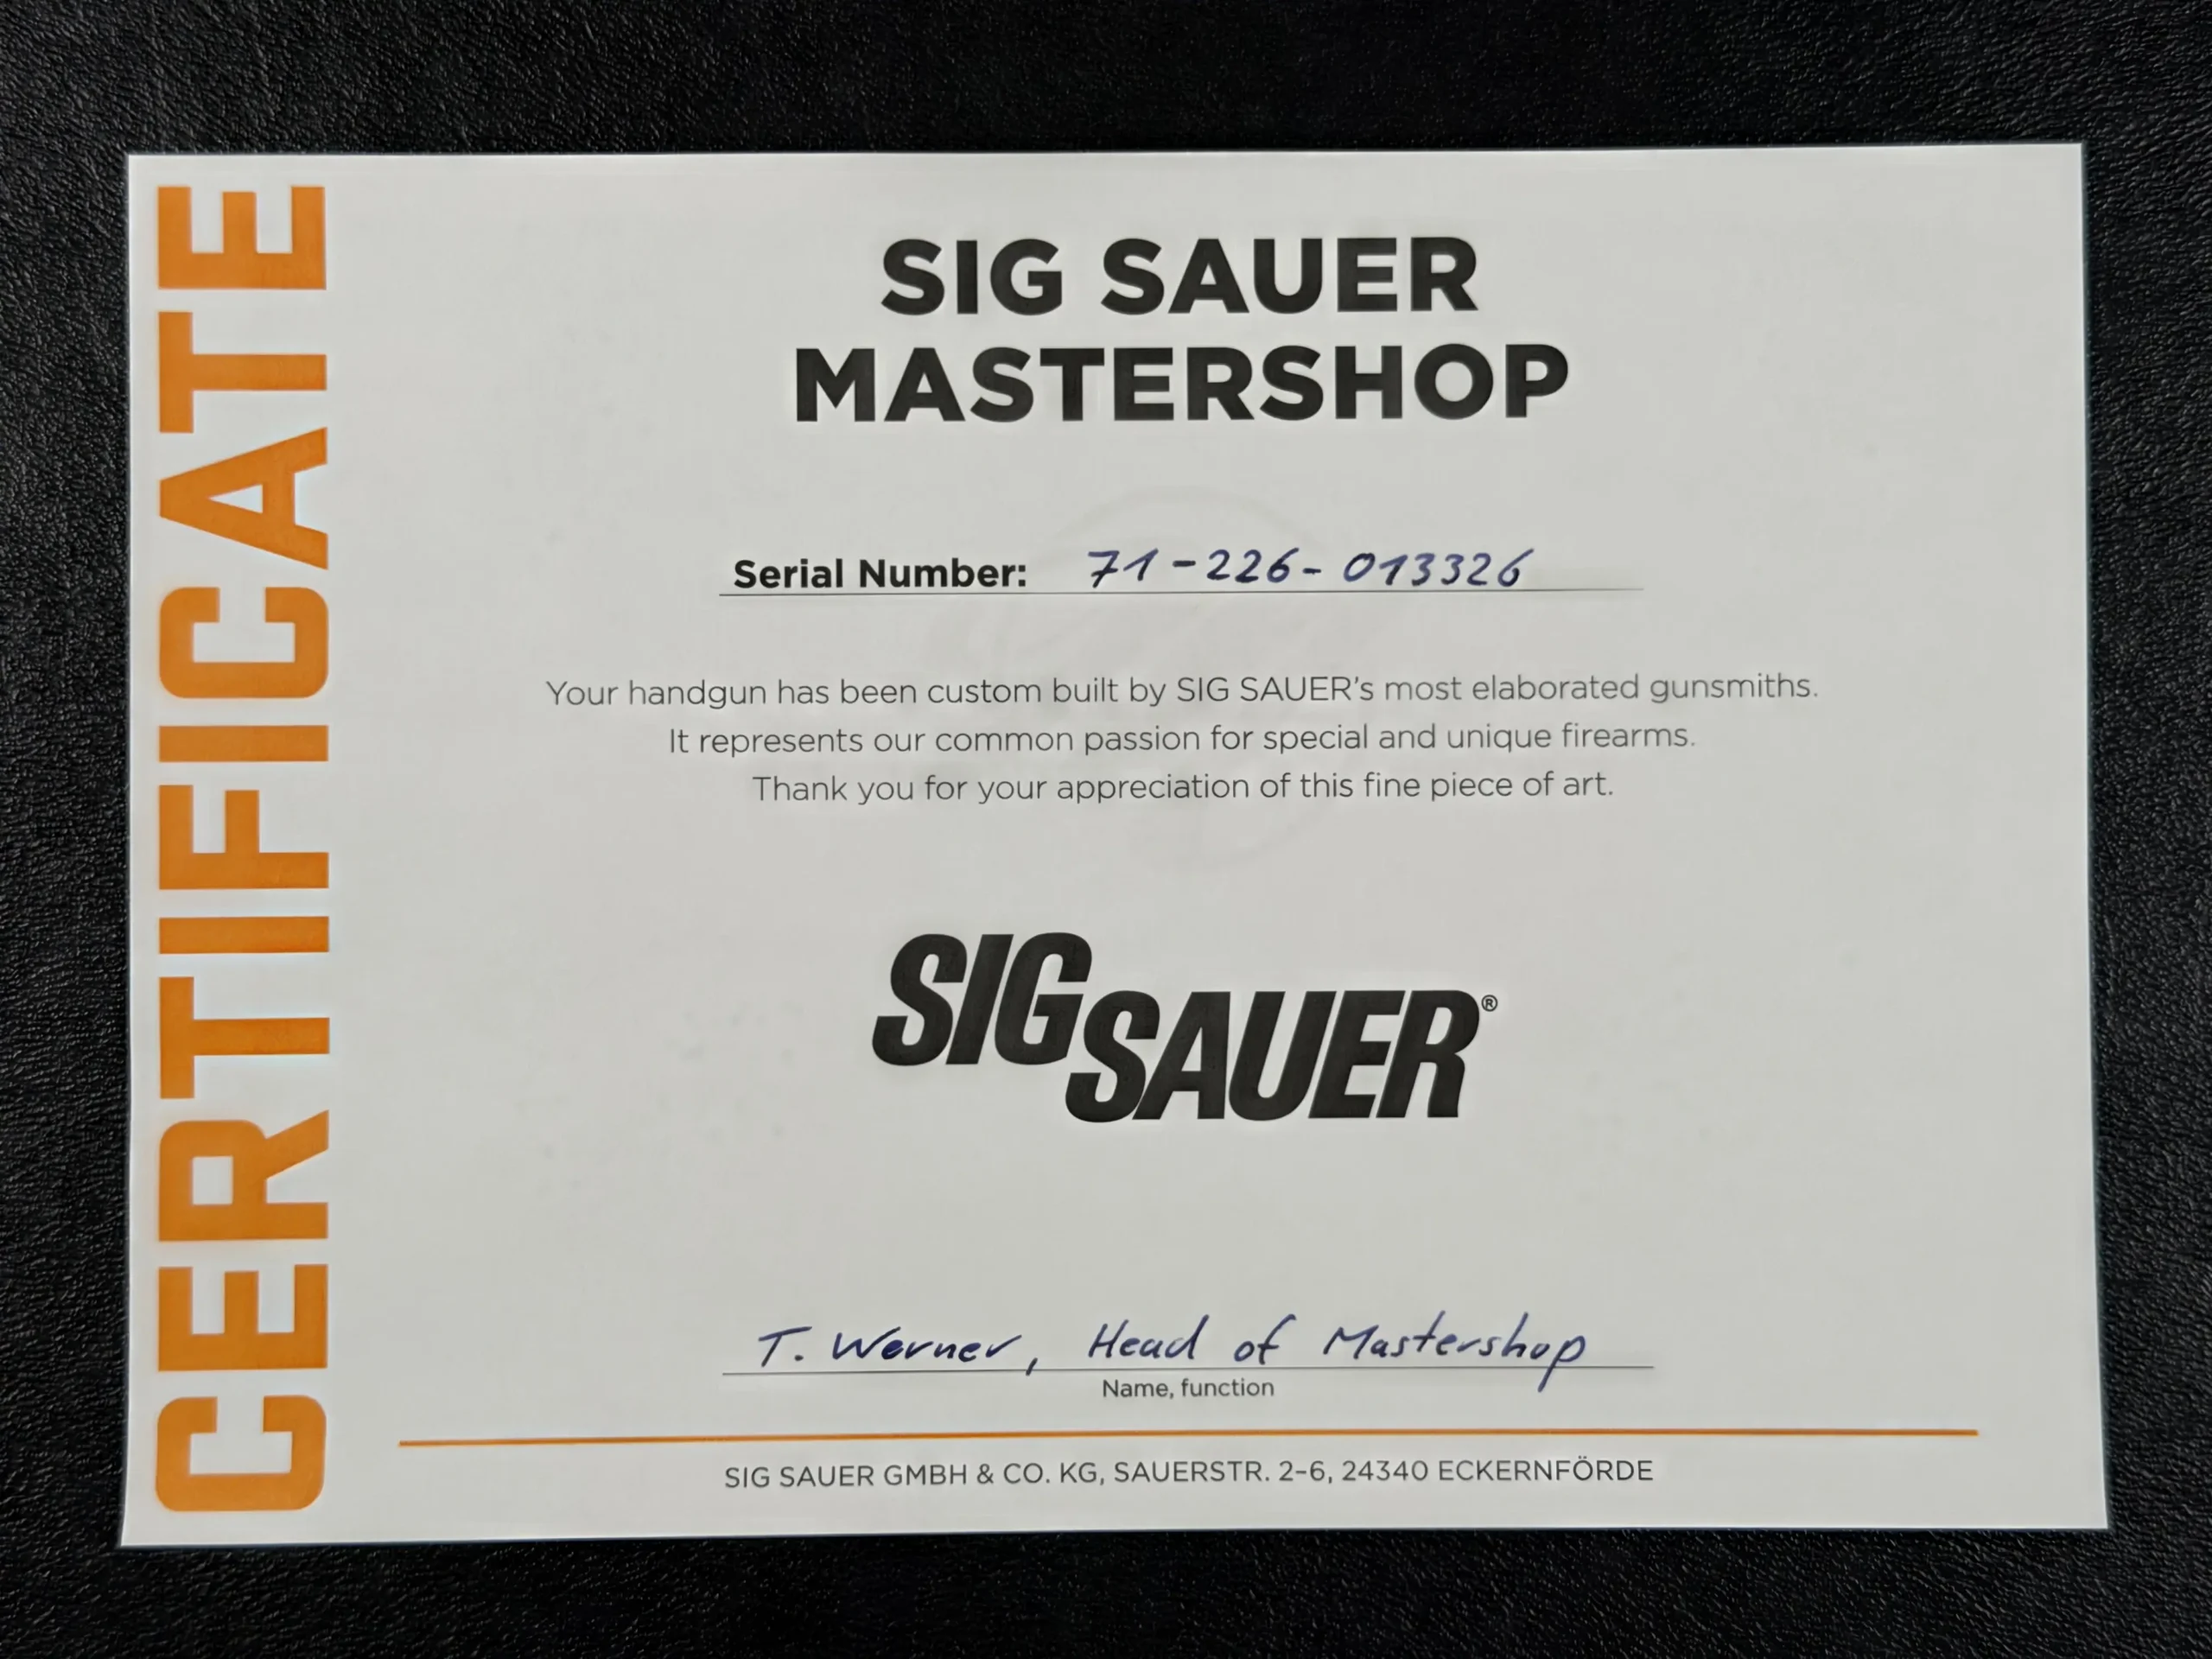 CERTIFICATE
SIG SAUER
MASTERSHOP
Serial Number: 71-226-013326
Your handgun has been custom built by SIG SAUER's most elaborated gunsmiths.
It represents our common passion for special and unique firearms.
Thank you for your appreciation of this fine piece of art.
SIG
SAUER®
T. Werner, Head of Mastershop
Name, function
SIG SAUER GMBH & CO. KG, SAUERSTR. 2–6, 24340 ECKERNFÖRDE